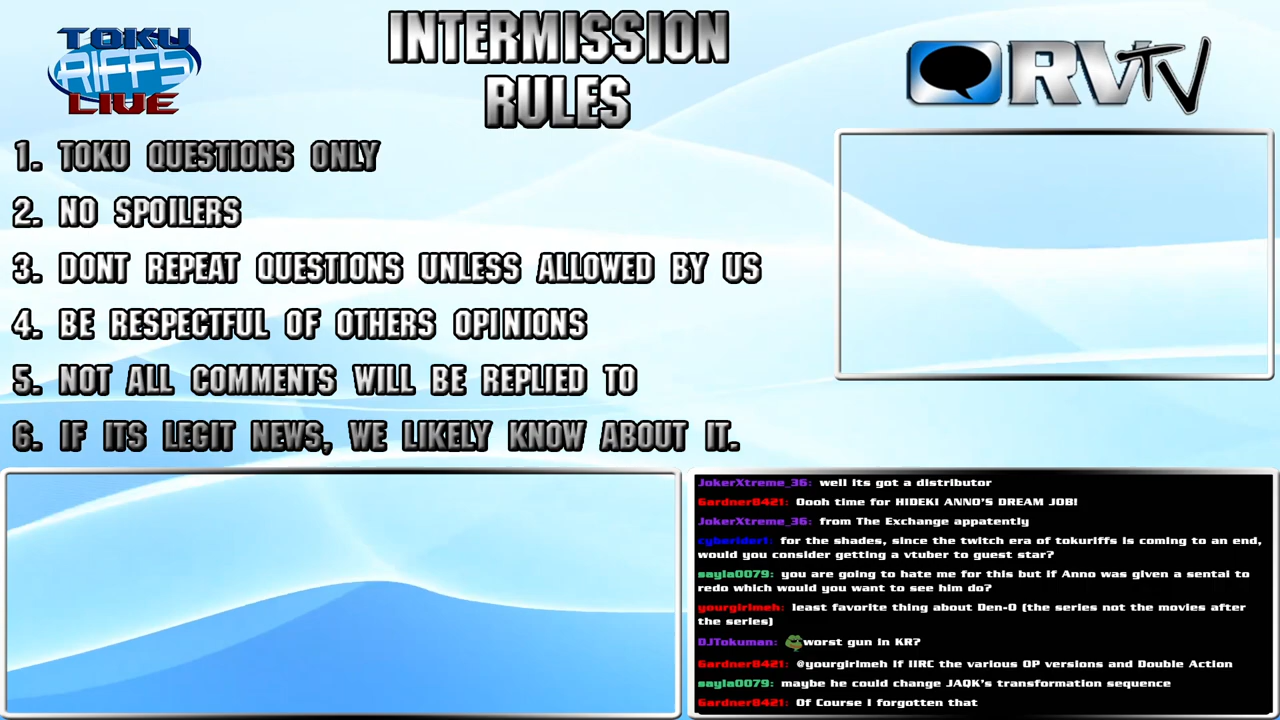 TOKU
RIFFS
LIVE
INTERMISSION
RULES
RVTV
1. TOKU QUESTIONS ONLY
2. NO SPOILERS
3. DONT REPEAT QUESTIONS UNLESS ALLOWED BY US
4. BE RESPECTFUL OF OTHERS OPINIONS
5. NOT ALL COMMENTS WILL BE REPLIED TO
6. IF ITS LEGIT NEWS, WE LIKELY KNOW ABOUT IT.
JokerXtreme_36: well its got a distributor
Gardner8421: Oooh time for HIDEKI ANNO'S DREAM JOB!
JokerXtreme_36: from The Exchange appatently
cyberider1: for the shades, since the twitch era of tokuriffs is coming to an end,
would you consider getting a vtuber to guest star?
sayla0079: you are going to hate me for this but if Anno was given a sentai to
redo which would you want to see him do?
yourgirlmeh: least favorite thing about Den-O (the series not the movies after
the series)
DJTokuman: worst gun in KR?
Gardner8421: @yourgirlmeh If IIRC the various OP versions and Double Action
sayla0079: maybe he could change JAQK's transformation sequence
Gardner8421: Of Course I forgotten that